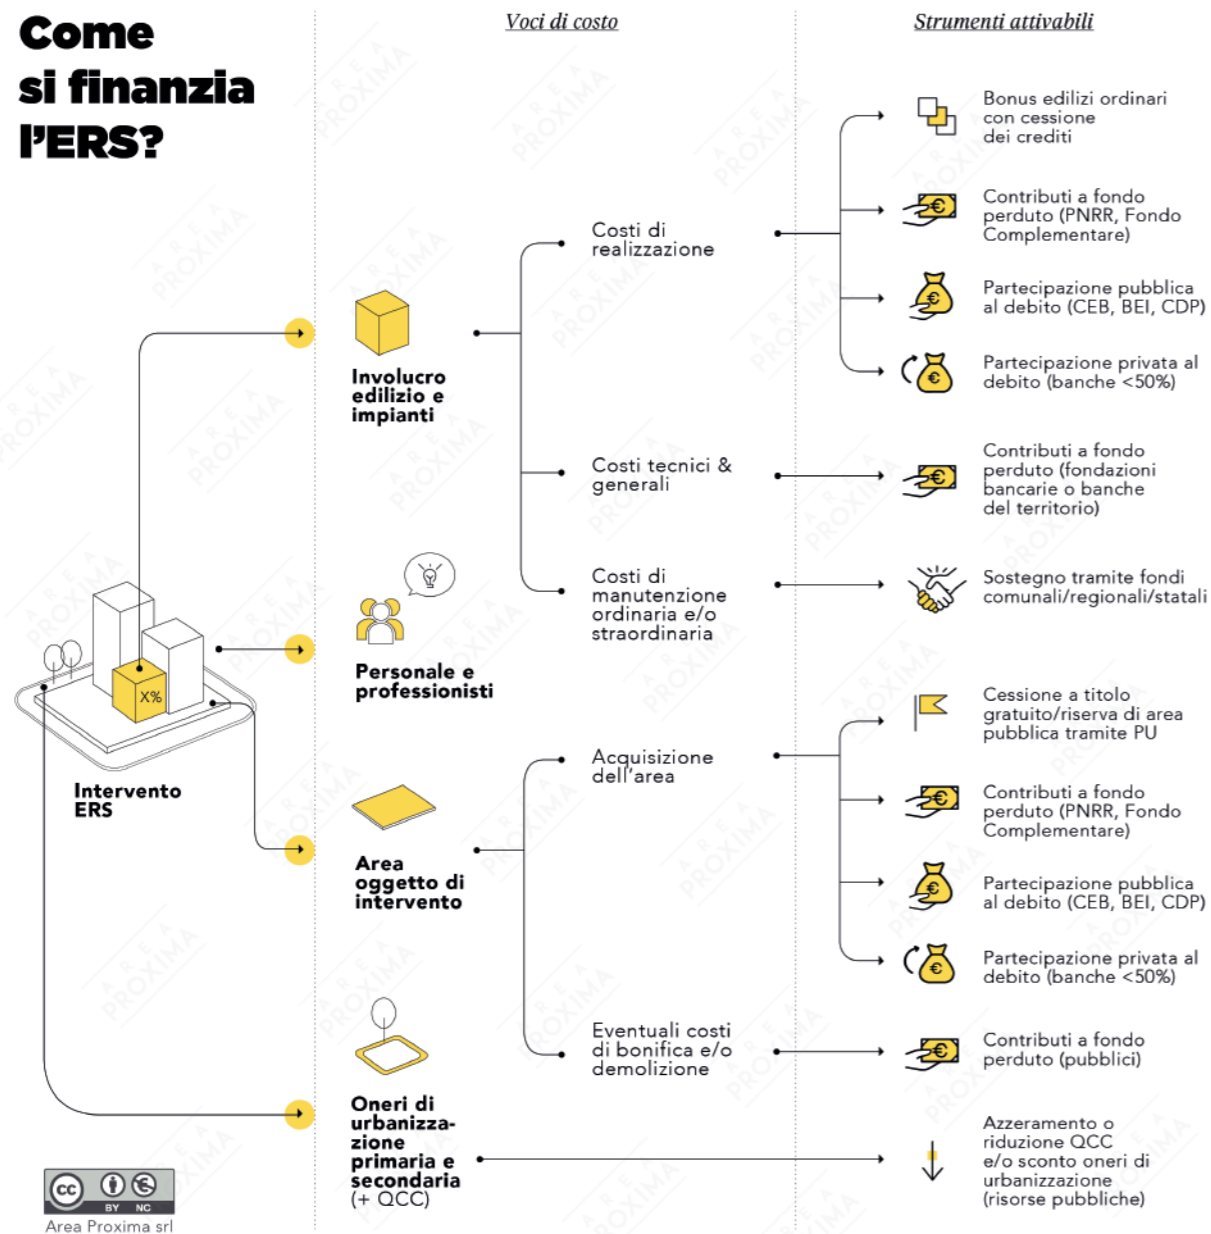 Come
si finanzia
l'ERS?
Voci di costo
Strumenti attivabili
Bonus edilizi ordinari
con cessione
dei crediti
Contributi a fondo
perduto (PNRR, Fondo
Complementare)
Costi di
realizzazione
Partecipazione pubblica
al debito (CEB, BEI, CDP)
Partecipazione privata al
debito (banche <50%)
Involucro
edilizio e
impianti
Costi tecnici &
generali
Contributi a fondo
perduto (fondazioni
bancarie o banche
del territorio)
Costi di
manutenzione
ordinaria e/o
straordinaria
Sostegno tramite fondi
comunali/regionali/statali
Personale e
professionisti
X%
Intervento
ERS
Cessione a titolo
gratuito/riserva di area
pubblica tramite PU
Acquisizione
dell'area
Contributi a fondo
perduto (PNRR, Fondo
Complementare)
Area
oggetto di
intervento
Partecipazione pubblica
al debito (CEB, BEI, CDP)
Partecipazione privata al
debito (banche <50%)
Eventuali costi
di bonifica e/o
demolizione
Contributi a fondo
perduto (pubblici)
Oneri di
urbanizza-
zione
primaria e
secondaria
(+ QCC)
Azzeramento o
riduzione QCC
e/o sconto oneri di
urbanizzazione
(risorse pubbliche)
cc
BY NC
Area Proxima srl
AREA
PROXIMA